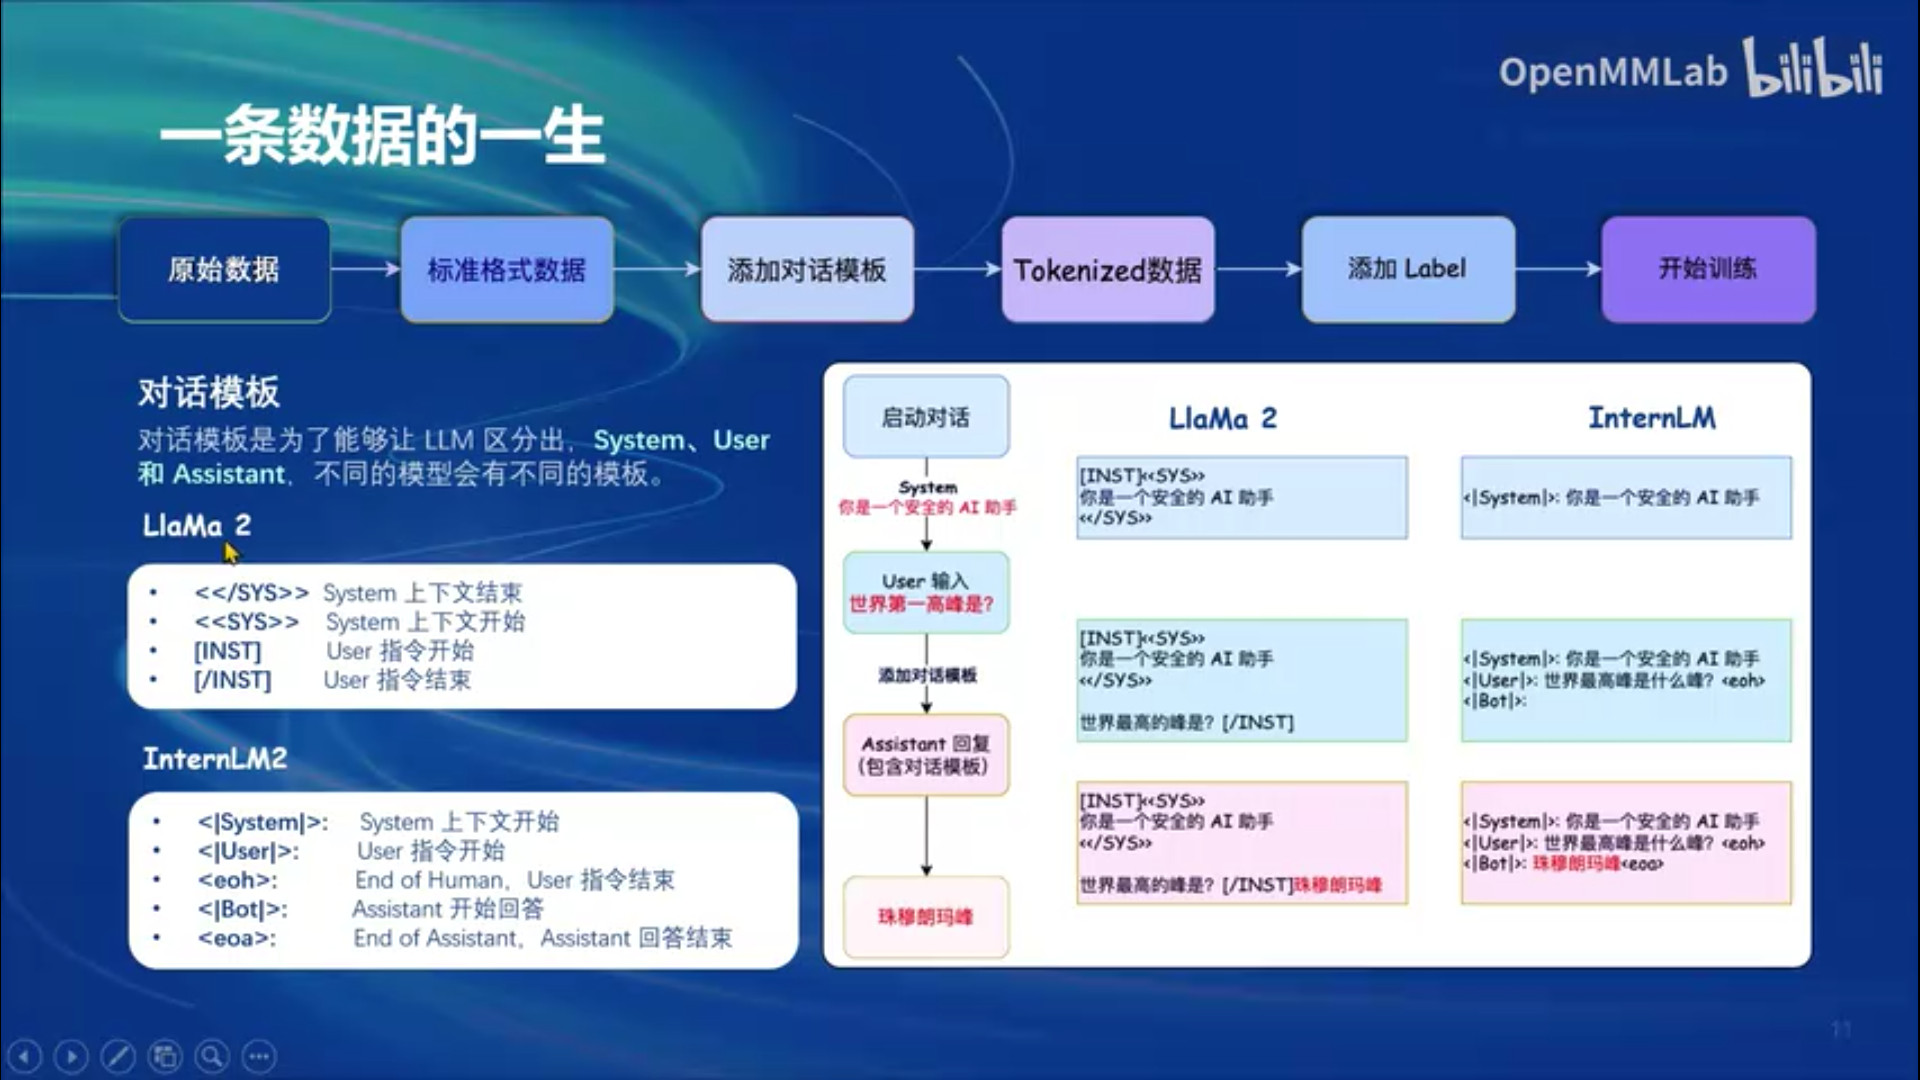 OpenMMLab bilibili
一条数据的一生
原始数据
标准格式数据
添加对话模板
Tokenized数据
添加 Label
开始训练
对话模板
对话模板是为了能够让 LLM 区分出，System、User
和 Assistant，不同的模型会有不同的模板。
LlaMa 2
• <</SYS>> System 上下文结束
• <<SYS>> System 上下文开始
• [INST] User 指令开始
• [/INST] User 指令结束
InternLM2
• <|System|>: System 上下文开始
• <|User|>: User 指令开始
• <eoh>: End of Human，User 指令结束
• <|Bot|>: Assistant 开始回答
• <eoa>: End of Assistant，Assistant 回答结束
启动对话
System
你是一个安全的 AI 助手
User 输入
世界第一高峰是?
添加对话模板
Assistant 回复
(包含对话模板)
珠穆朗玛峰
LlaMa 2
[INST]<<SYS>>
你是一个安全的 AI 助手
<</SYS>>
[INST]<<SYS>>
你是一个安全的 AI 助手
<</SYS>>
世界最高的峰是? [/INST]
[INST]<<SYS>>
你是一个安全的 AI 助手
<</SYS>>
世界最高的峰是? [/INST]珠穆朗玛峰
InternLM
<|System|>: 你是一个安全的 AI 助手
<|System|>: 你是一个安全的 AI 助手
<|User|>: 世界最高峰是什么峰? <eoh>
<|Bot|>:
<|System|>: 你是一个安全的 AI 助手
<|User|>: 世界最高峰是什么峰? <eoh>
<|Bot|>: 珠穆朗玛峰<eoa>
11